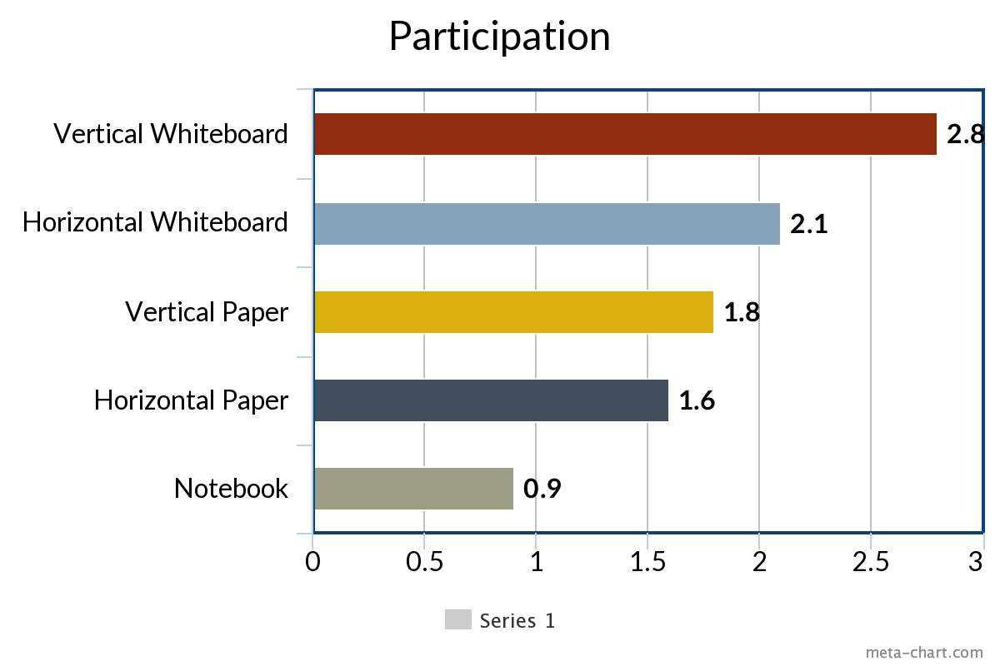 Participation
Vertical Whiteboard
2.8
Horizontal Whiteboard
2.1
Vertical Paper
1.8
Horizontal Paper
1.6
Notebook
0.9
0 0.5 1 1.5 2 2.5 3
Series 1
meta-chart.com